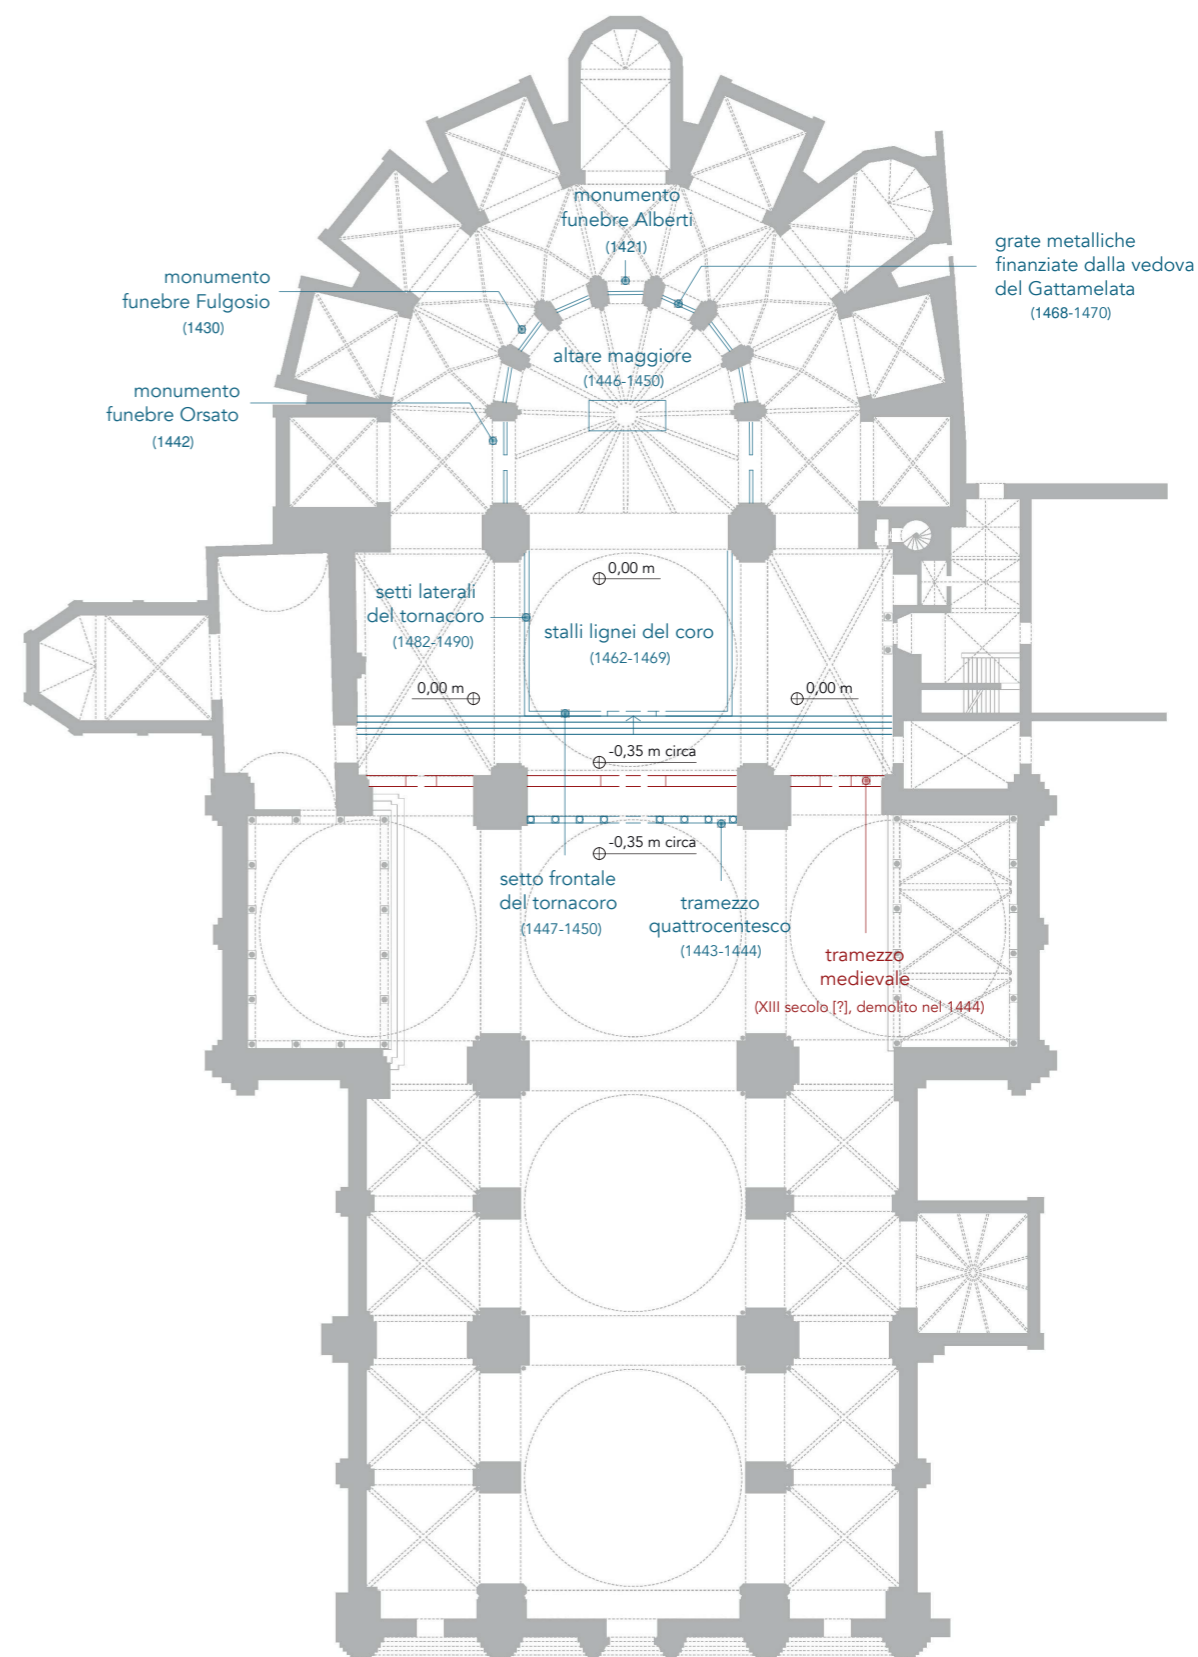 monumento
funebre Alberti
(1421)
grate metalliche
finanziate dalla vedova
del Gattamelata
(1468-1470)
monumento
funebre Fulgosio
(1430)
altare maggiore
(1446-1450)
monumento
funebre Orsato
(1442)
0,00 m
setti laterali
del tornacoro
(1482-1490)
stalli lignei del coro
(1462-1469)
0,00 m
0,00 m
-0,35 m circa
-0,35 m circa
setto frontale
del tornacoro
(1447-1450)
tramezzo
quattrocentesco
(1443-1444)
tramezzo
medievale
(XIII secolo [?], demolito nel 1444)